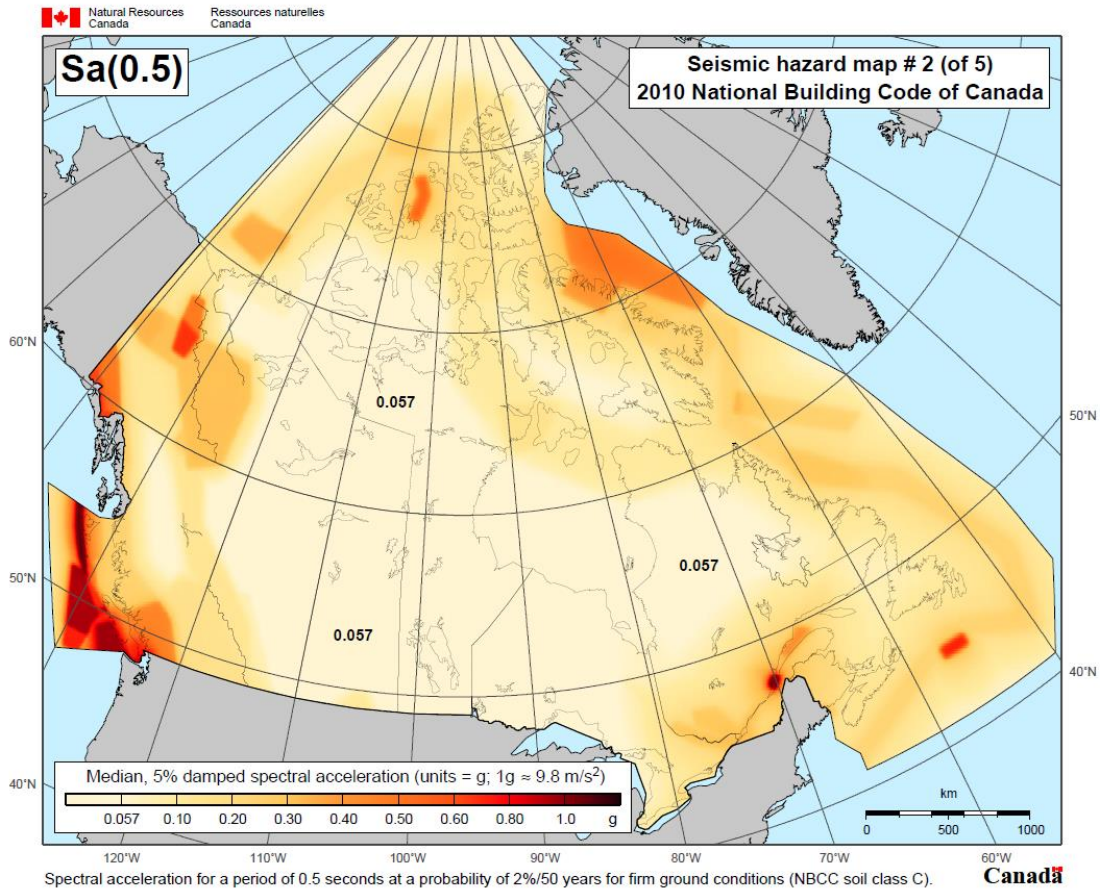 Natural Resources Canada
Ressources naturelles Canada
Sa(0.5)
Seismic hazard map # 2 (of 5)
2010 National Building Code of Canada
60°N
50°N
40°N
50°N
40°N
0.057
0.057
0.057
Median, 5% damped spectral acceleration (units = g; 1g ≈ 9.8 m/s²)
0.057 0.10 0.20 0.30 0.40 0.50 0.60 0.80 1.0 g
km
0 500 1000
120°W 110°W 100°W 90°W 80°W 70°W 60°W
Spectral acceleration for a period of 0.5 seconds at a probability of 2%/50 years for firm ground conditions (NBCC soil class C).
Canada